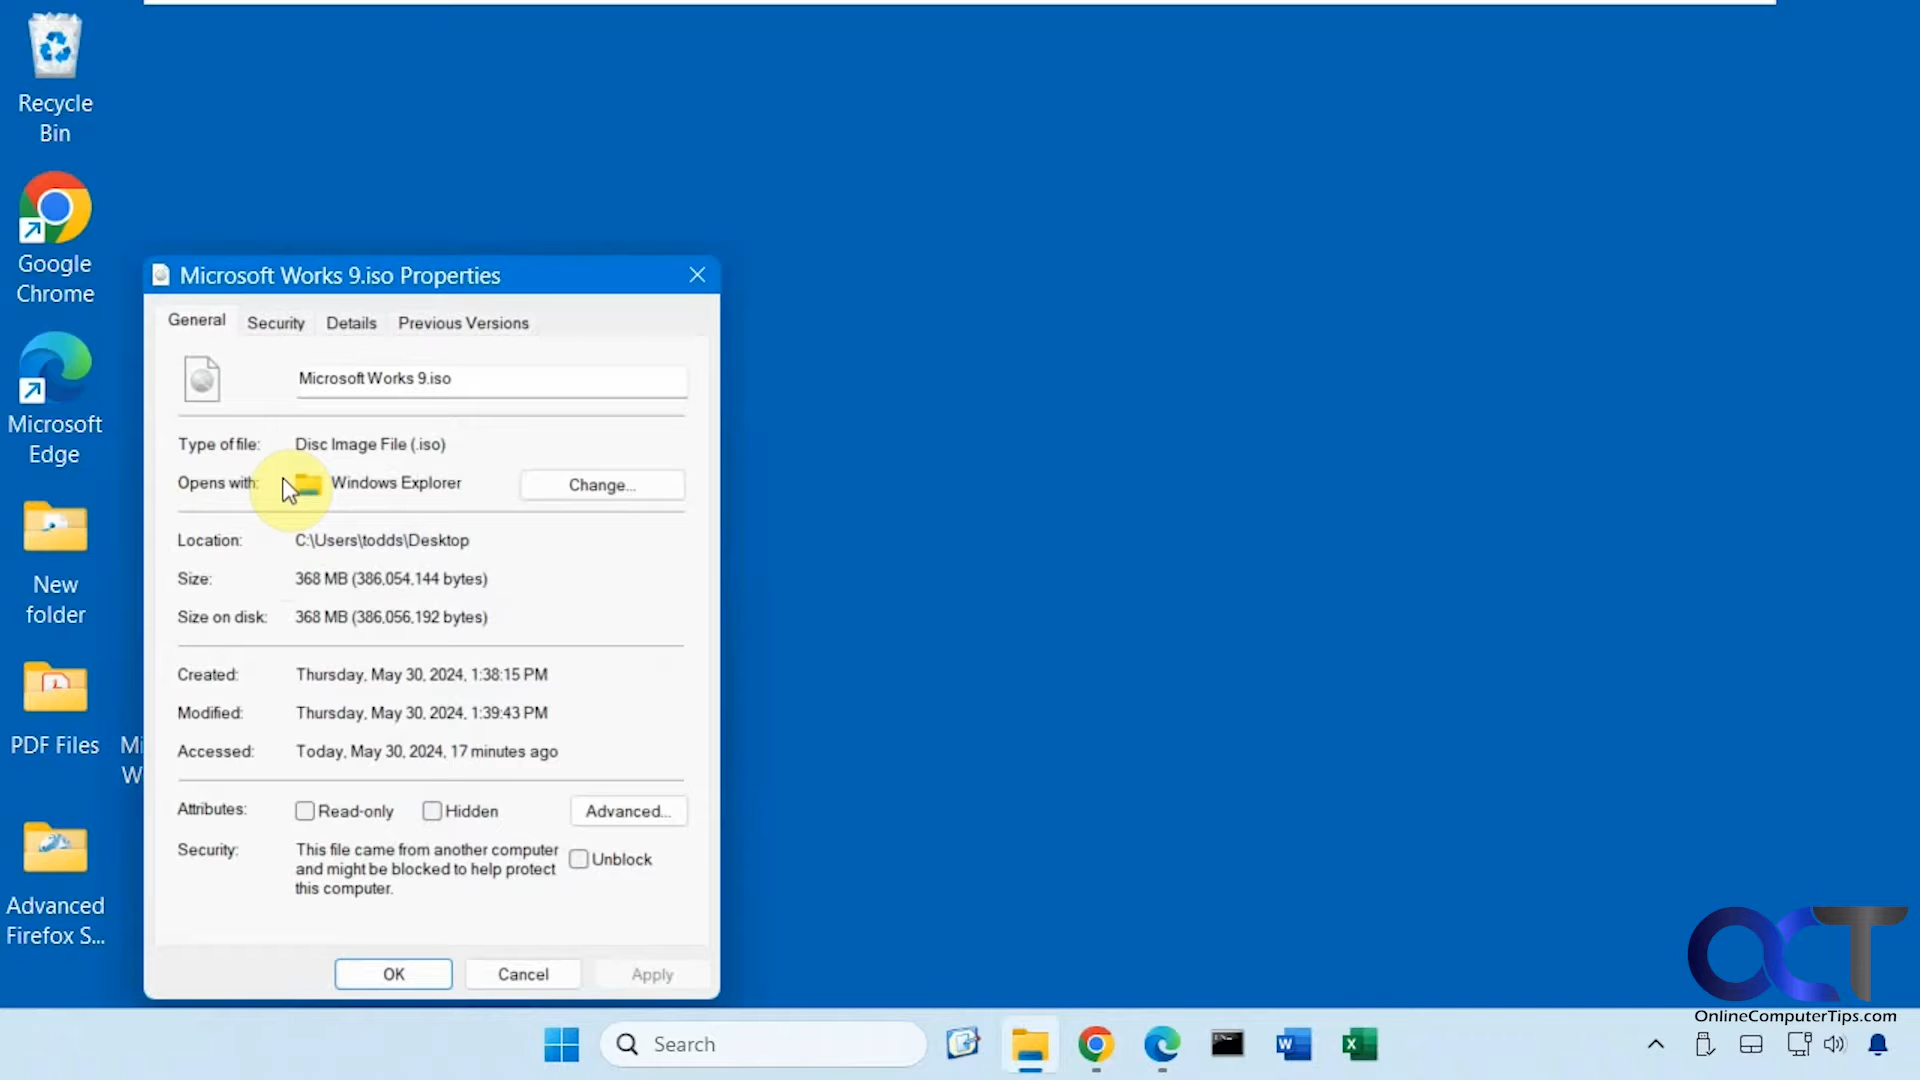 Recycle
Bin
Google
Chrome
Microsoft
Edge
New
folder
PDF Files
Mi
W
Advanced
Firefox S...
Microsoft Works 9.iso Properties
General
Security
Details
Previous Versions
Microsoft Works 9.iso
Type of file:
Disc Image File (.iso)
Opens with:
Windows Explorer
Change...
Location:
C:\Users\todds\Desktop
Size:
368 MB (386,054,144 bytes)
Size on disk:
368 MB (386,056,192 bytes)
Created:
Thursday, May 30, 2024, 1:38:15 PM
Modified:
Thursday, May 30, 2024, 1:39:43 PM
Accessed:
Today, May 30, 2024, 17 minutes ago
Attributes:
Read-only
Hidden
Advanced...
Security:
This file came from another computer
and might be blocked to help protect
this computer.
Unblock
OK
Cancel
Apply
OCT
OnlineComputerTips.com
Search